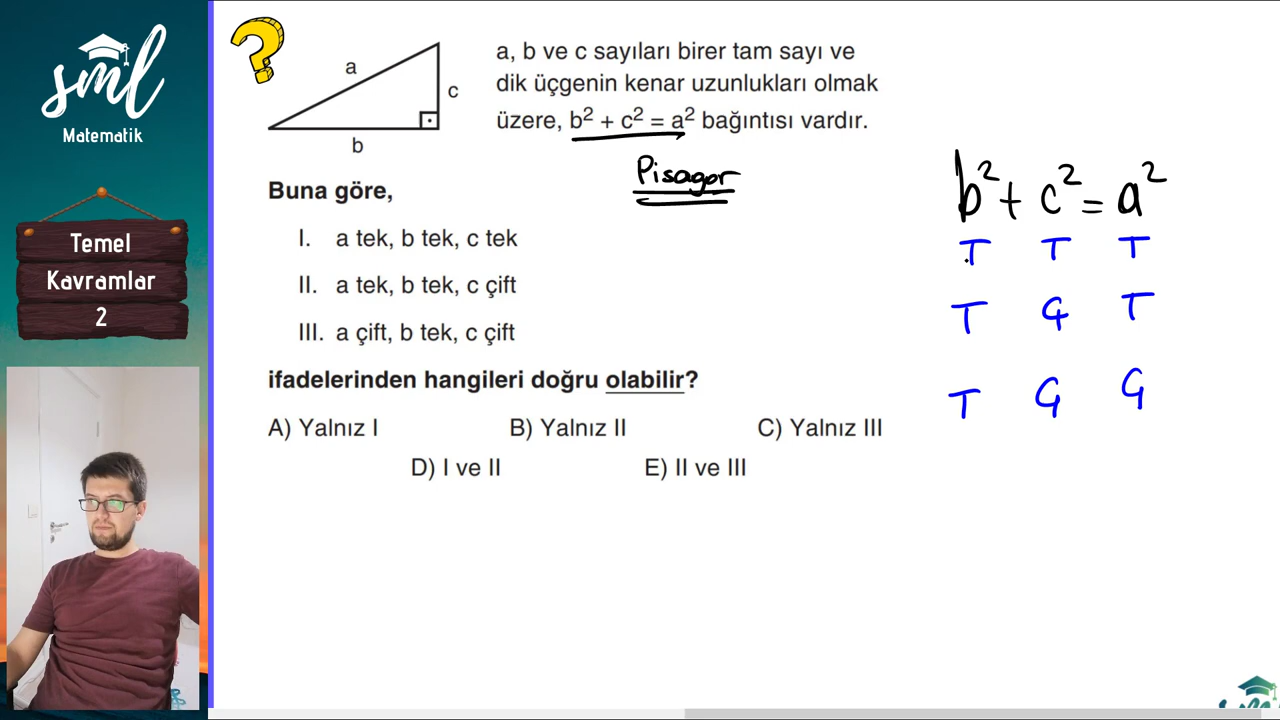 sml
Matematik
Temel
Kavramlar
2
a
c
b
a, b ve c sayıları birer tam sayı ve
dik üçgenin kenar uzunlukları olmak
üzere, b² + c² = a² bağıntısı vardır.
Pisagor
Buna göre,
I. a tek, b tek, c tek
II. a tek, b tek, c çift
III. a çift, b tek, c çift
ifadelerinden hangileri doğru olabilir?
A) Yalnız I B) Yalnız II C) Yalnız III
D) I ve II E) II ve III
b² + c² = a²
T T T
T Ç T
T Ç Ç